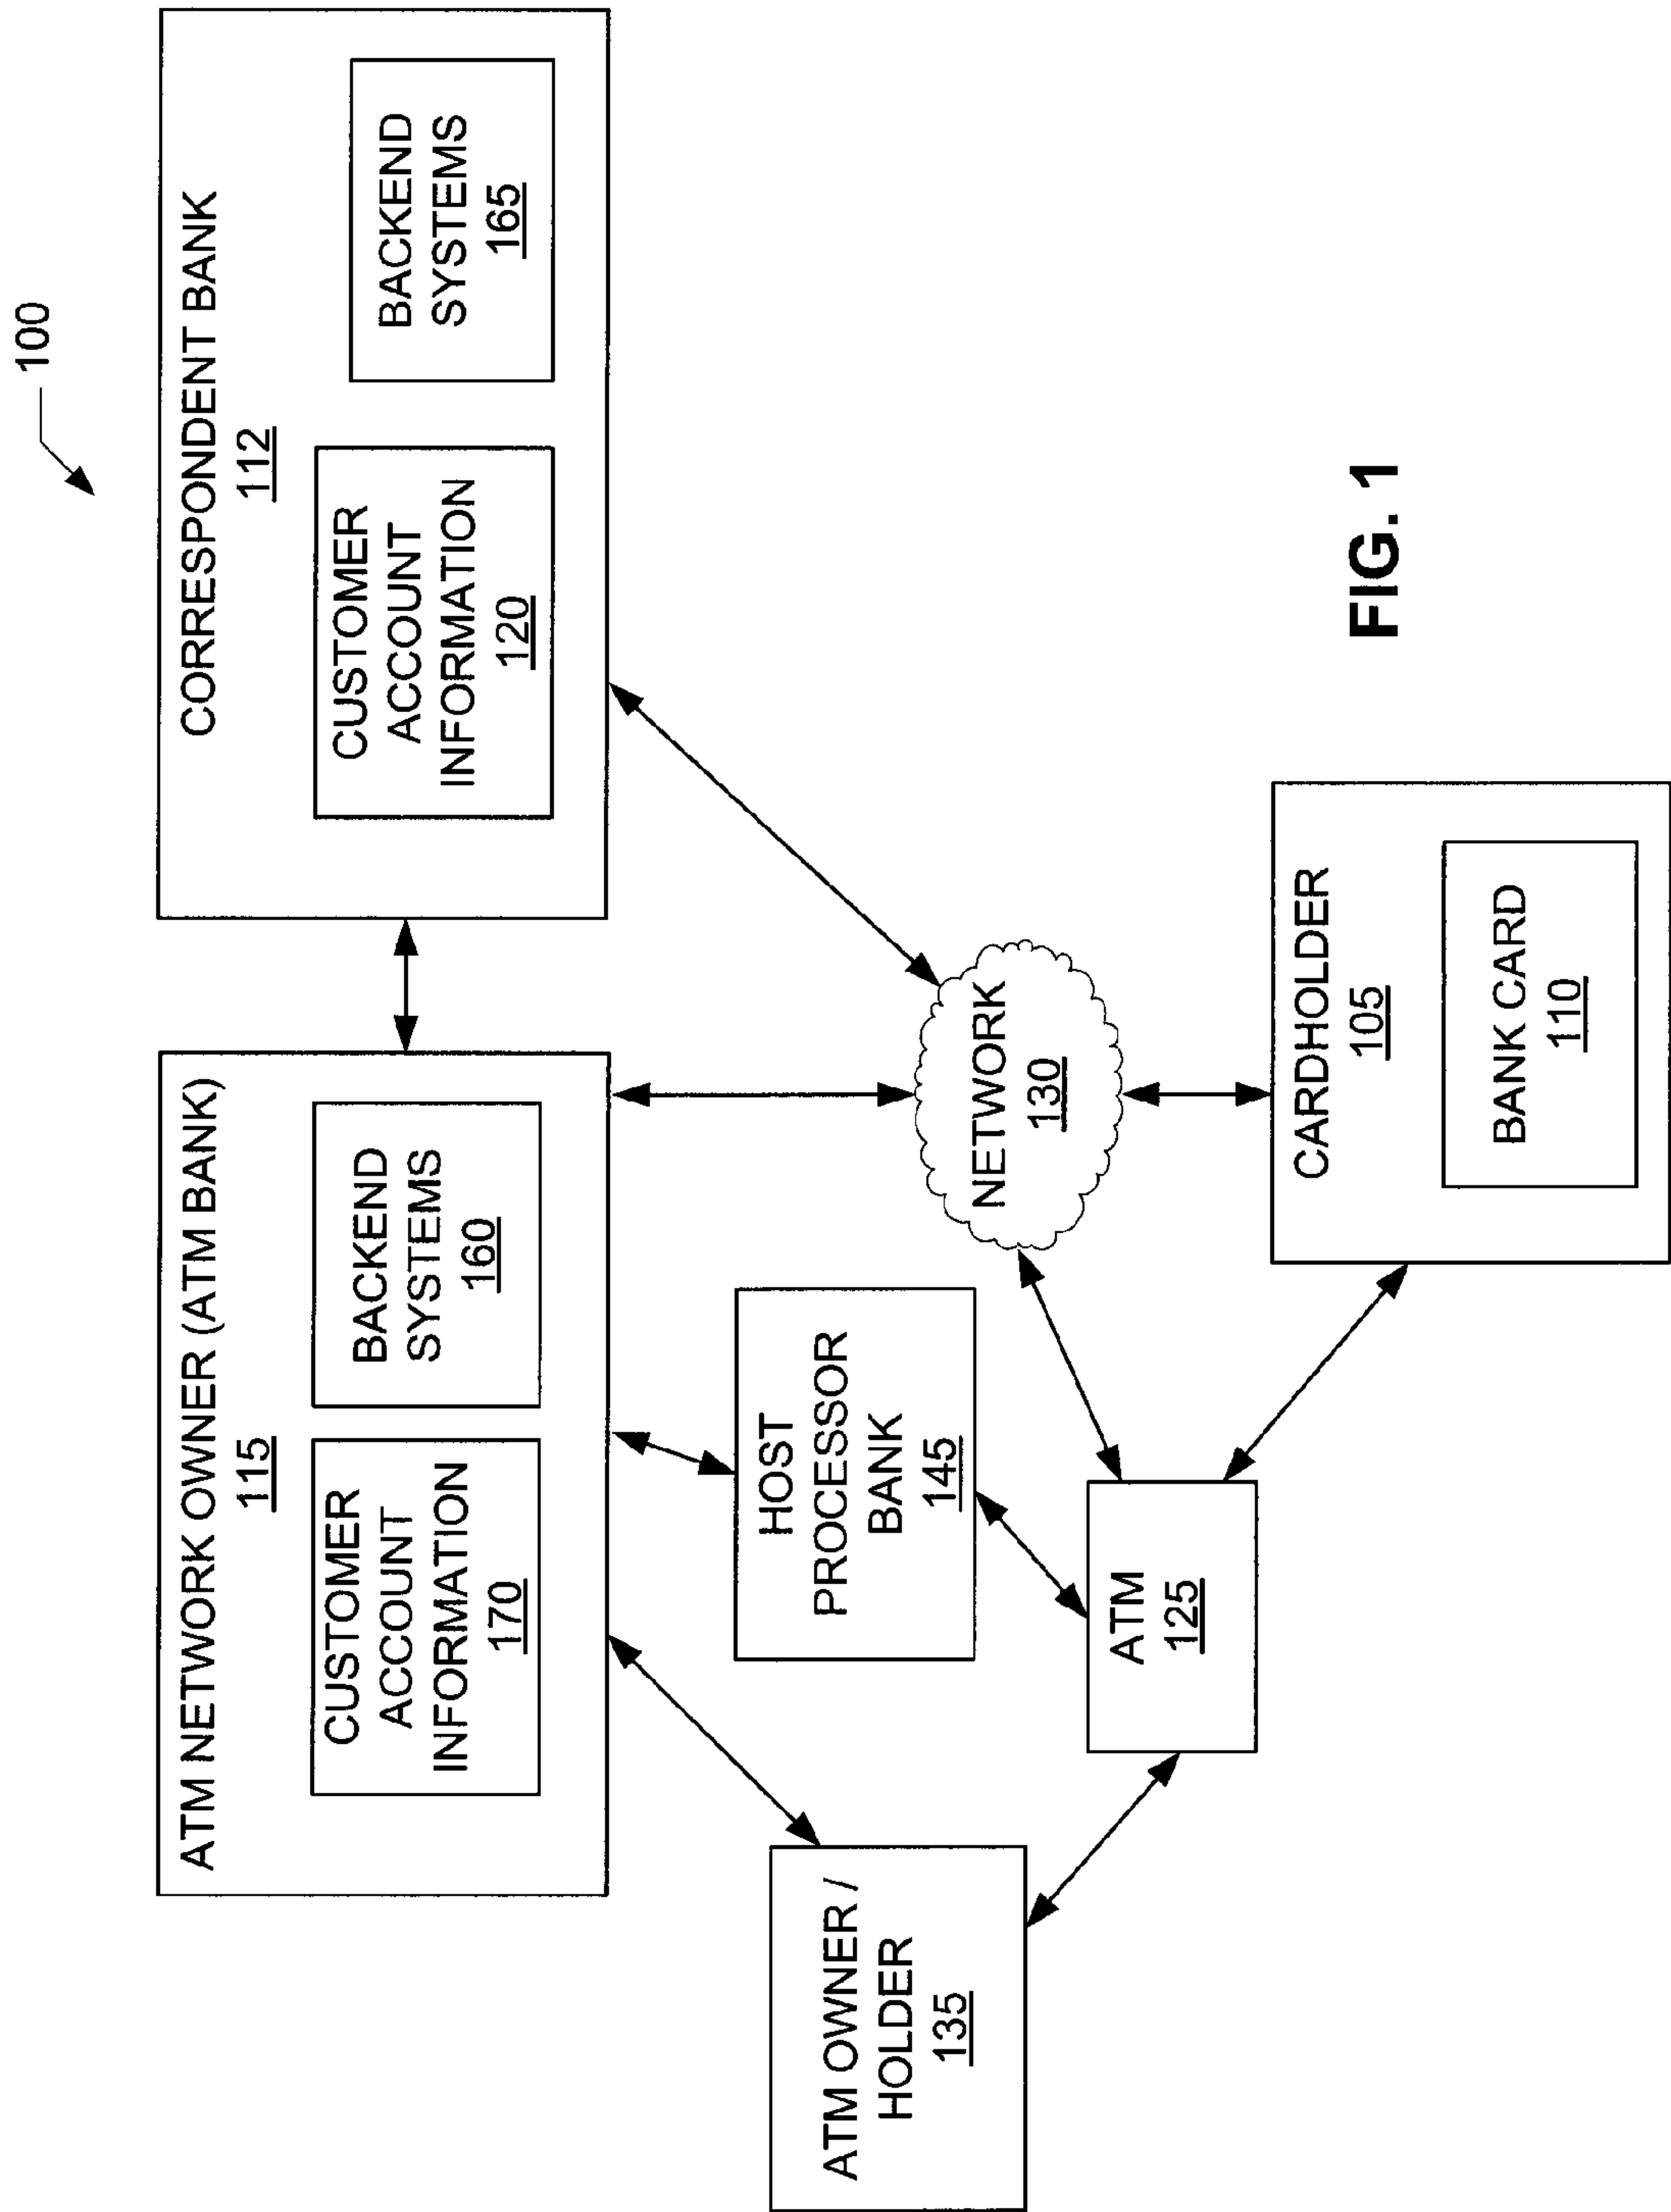 100
ATM NETWORK OWNER (ATM BANK)
115
CUSTOMER
ACCOUNT
INFORMATION
170
BACKEND
SYSTEMS
160
CORRESPONDENT BANK
112
CUSTOMER
ACCOUNT
INFORMATION
120
BACKEND
SYSTEMS
165
ATM OWNER /
HOLDER
135
HOST
PROCESSOR
BANK
145
NETWORK
130
ATM
125
CARDHOLDER
105
BANK CARD
110
FIG. 1